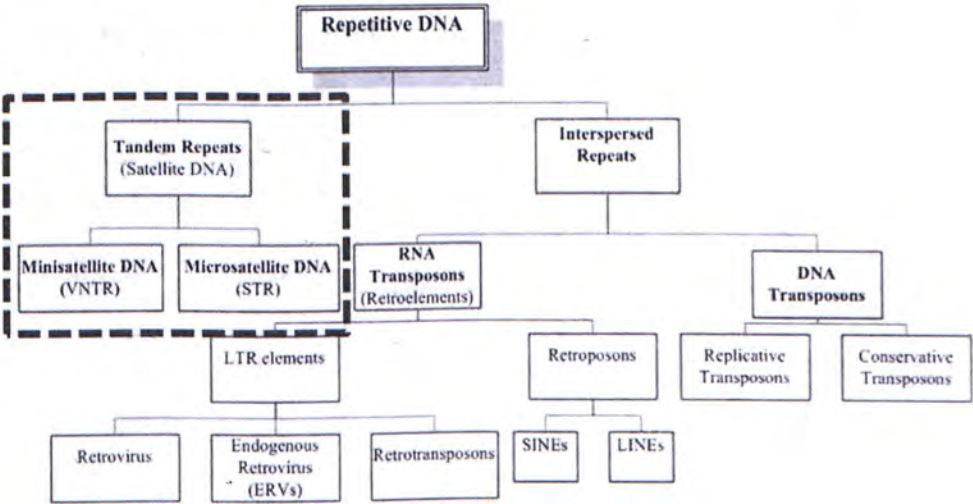 Repetitive DNA
Tandem Repeats
(Satellite DNA)
Interspersed
Repeats
Minisatellite DNA
(VNTR)
Microsatellite DNA
(STR)
RNA
Transposons
(Retroelements)
DNA
Transposons
LTR elements
Retroposons
Replicative
Transposons
Conservative
Transposons
Retrovirus
Endogenous
Retrovirus
(ERVs)
Retrotransposons
SINEs
LINEs